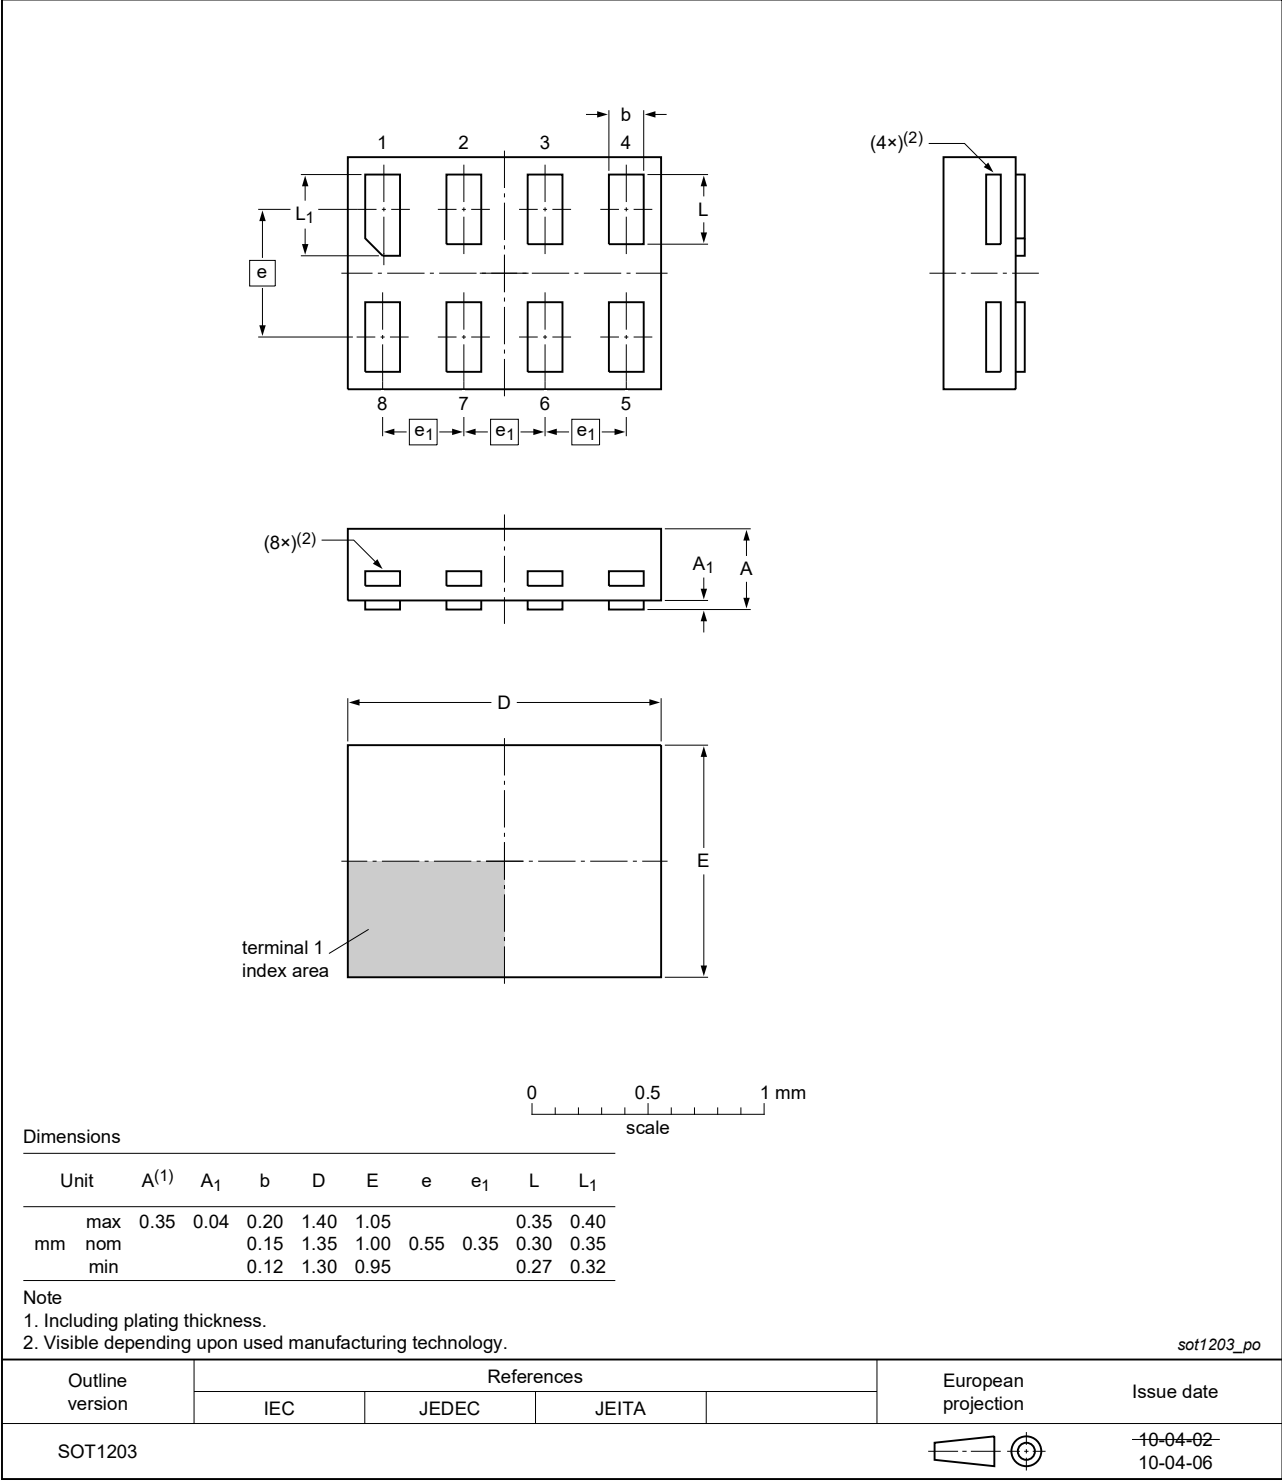 b
1 2 3 4
(4×)(2)
L1
L
e
8 7 6 5
e1 e1 e1
(8×)(2)
A1 A
D
E
terminal 1
index area
0 0.5 1 mm
scale
Dimensions
Unit A(1) A1 b D E e e1 L L1
max 0.35 0.04 0.20 1.40 1.05 0.35 0.40
mm nom 0.15 1.35 1.00 0.55 0.35 0.30 0.35
min 0.12 1.30 0.95 0.27 0.32
Note
1. Including plating thickness.
2. Visible depending upon used manufacturing technology.
sot1203_po
Outline
version
References
IEC JEDEC JEITA
European
projection
Issue date
SOT1203
10-04-02
10-04-06